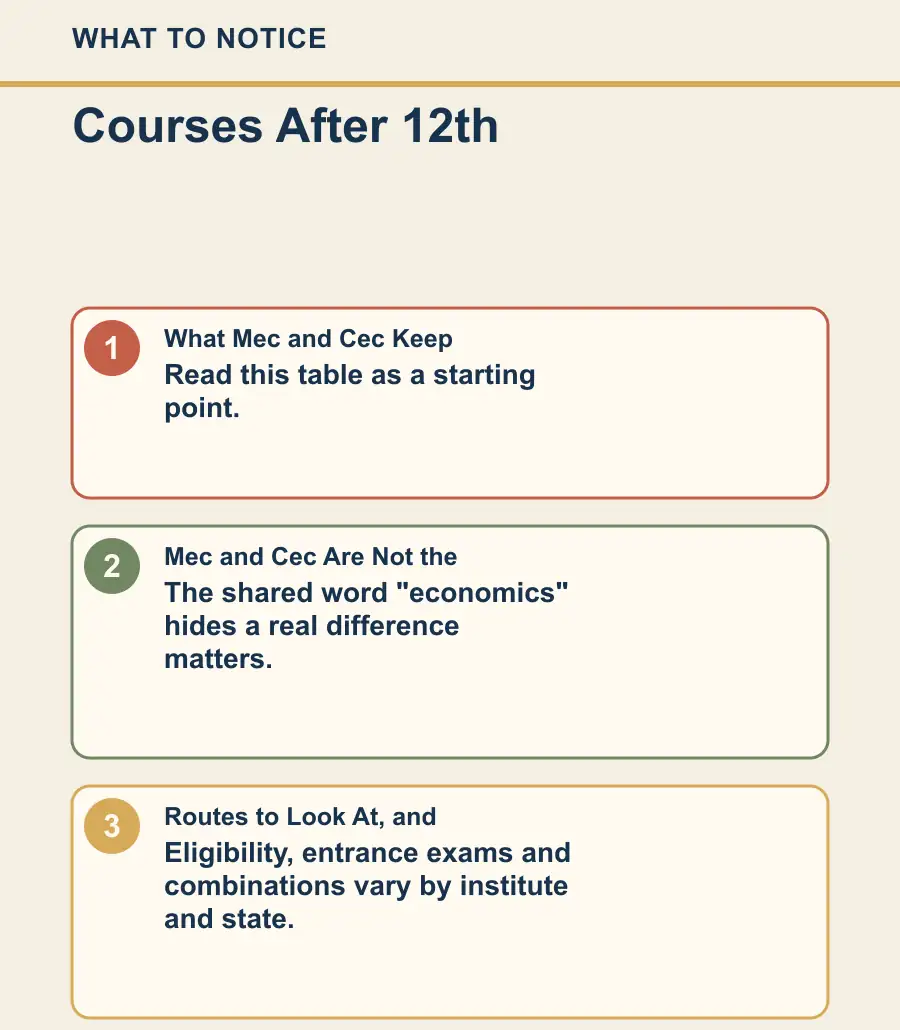 WHAT TO NOTICE
Courses After 12th
1
What Mec and Cec Keep
Read this table as a starting
point.
2
Mec and Cec Are Not the
The shared word "economics"
hides a real difference
matters.
3
Routes to Look At, and
Eligibility, entrance exams and
combinations vary by institute
and state.